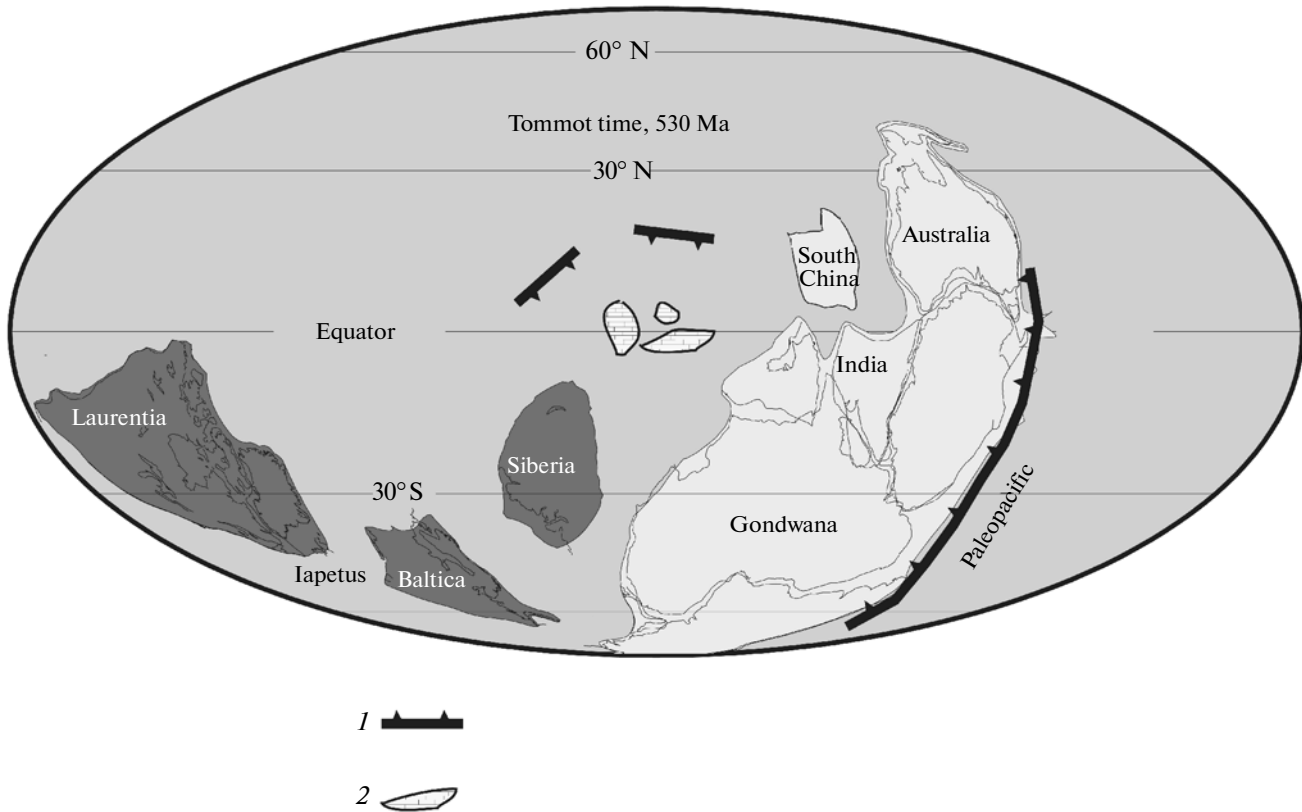 60° N
Tommot time, 530 Ma
30° N
Australia
South
China
Equator
India
Laurentia
Siberia
30° S
Gondwana
Paleopacific
Iapetus
Baltica
1
2